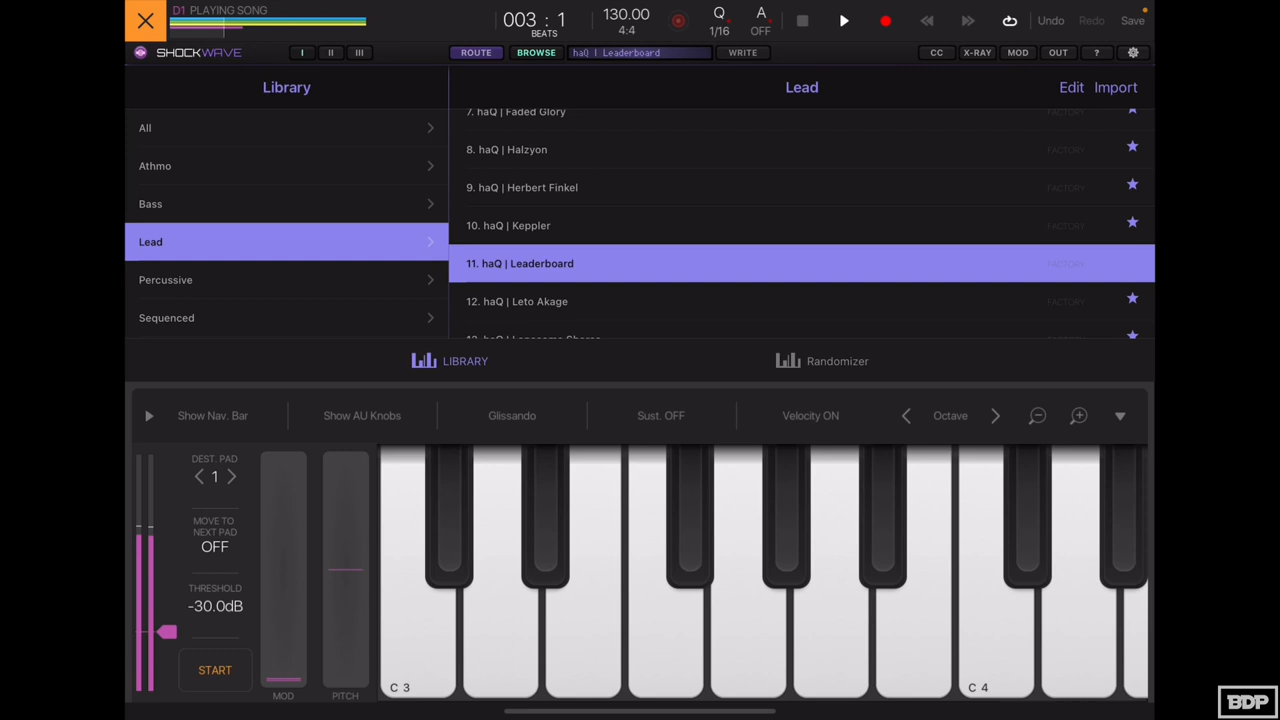 D1 PLAYING SONG
003 : 1
BEATS
130.00
4:4
Q
1/16
A
OFF
Undo
Redo
Save
SHOCKWAVE
I
II
III
ROUTE
BROWSE
haQ | Leaderboard
WRITE
CC
X-RAY
MOD
OUT
?
Library
Lead
Edit
Import
All
7. haQ | Faded Glory
FACTORY
Athmo
8. haQ | Halzyon
FACTORY
Bass
9. haQ | Herbert Finkel
FACTORY
Lead
10. haQ | Keppler
FACTORY
Percussive
11. haQ | Leaderboard
FACTORY
Sequenced
12. haQ | Leto Akage
FACTORY
LIBRARY
Randomizer
Show Nav. Bar
Show AU Knobs
Glissando
Sust. OFF
Velocity ON
Octave
DEST. PAD
1
MOVE TO
NEXT PAD
OFF
THRESHOLD
-30.0dB
START
MOD
PITCH
C 3
C 4
BDP